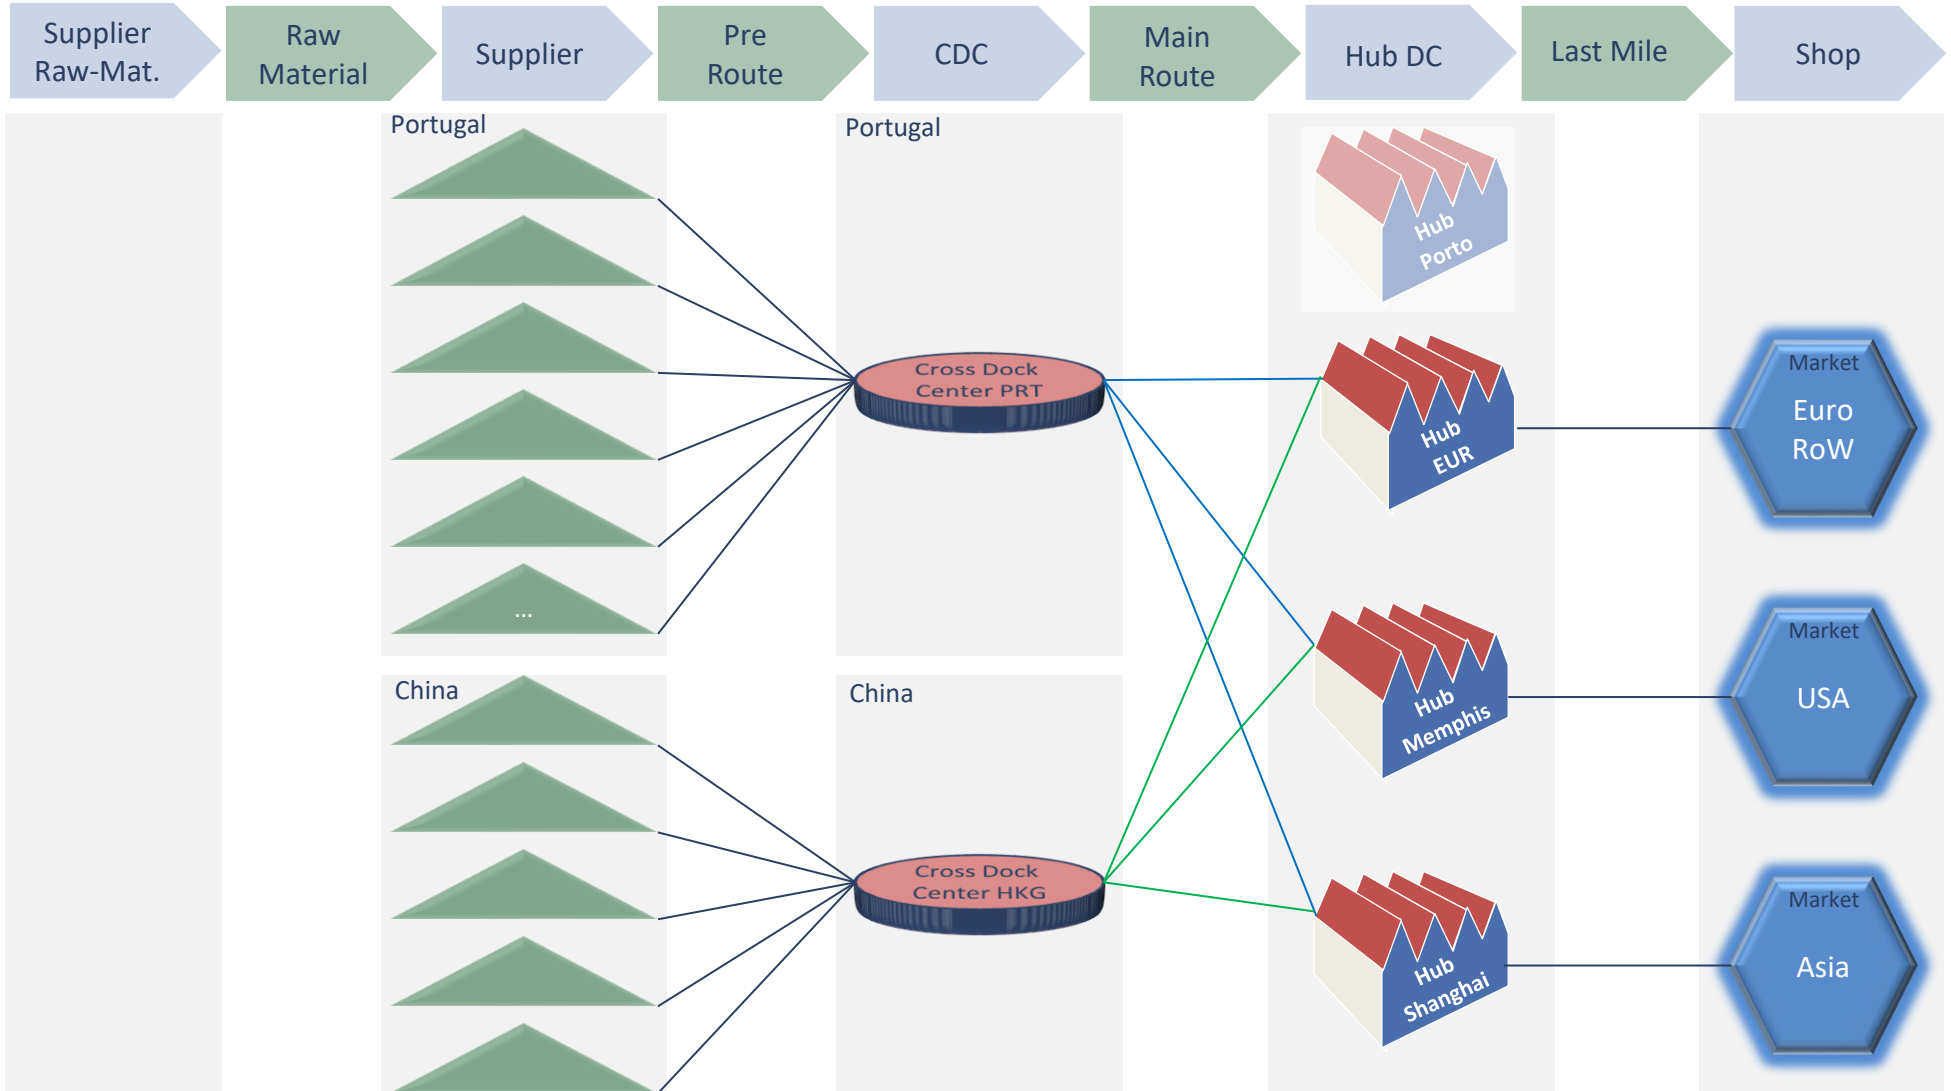 Supplier
Raw-Mat.
Raw
Material
Supplier
Pre
Route
CDC
Main
Route
Hub DC
Last Mile
Shop
Portugal
...
China
Portugal
Cross Dock
Center PRT
China
Cross Dock
Center HKG
Hub
Porto
Hub
EUR
Hub
Memphis
Hub
Shanghai
Market
Euro
RoW
Market
USA
Market
Asia